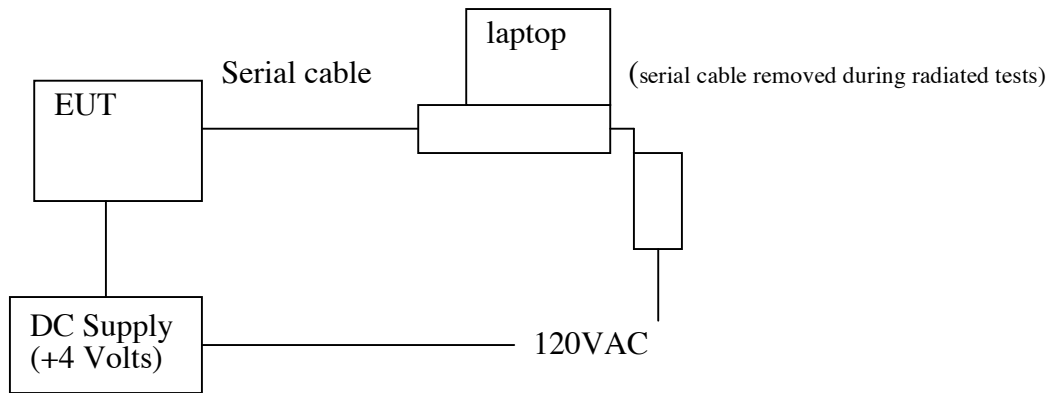 laptop
Serial cable
(serial cable removed during radiated tests)
EUT
DC Supply
(+4 Volts)
120VAC